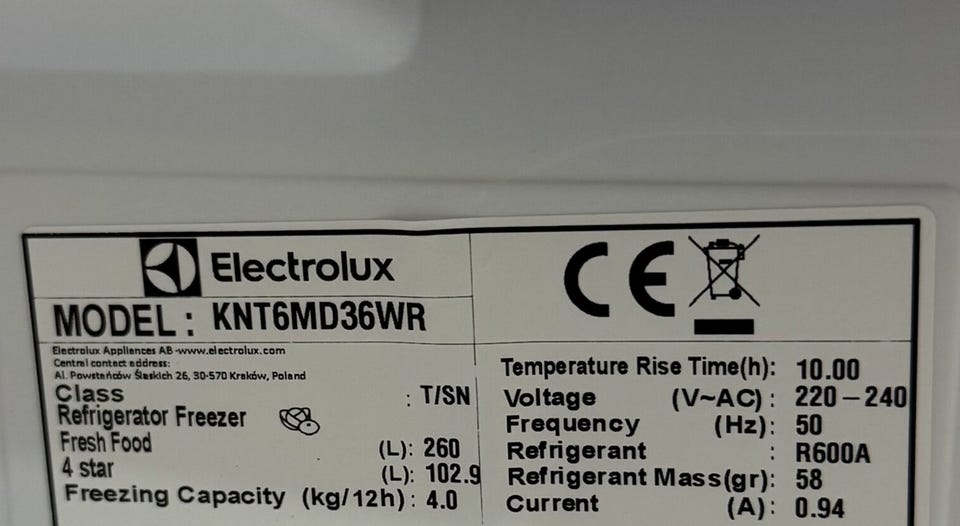 Electrolux
MODEL : KNT6MD36WR
Electrolux Appliances AB -www.electrolux.com
Central contact address:
Al. Powstańców Śląskich 26, 30-570 Kraków, Poland
Class : T/SN
Refrigerator Freezer
Fresh Food (L): 260
4 star (L): 102.9
Freezing Capacity (kg/12h) : 4.0
CE
Temperature Rise Time(h): 10.00
Voltage (V~AC) : 220-240
Frequency (Hz): 50
Refrigerant : R600A
Refrigerant Mass(gr): 58
Current (A): 0.94